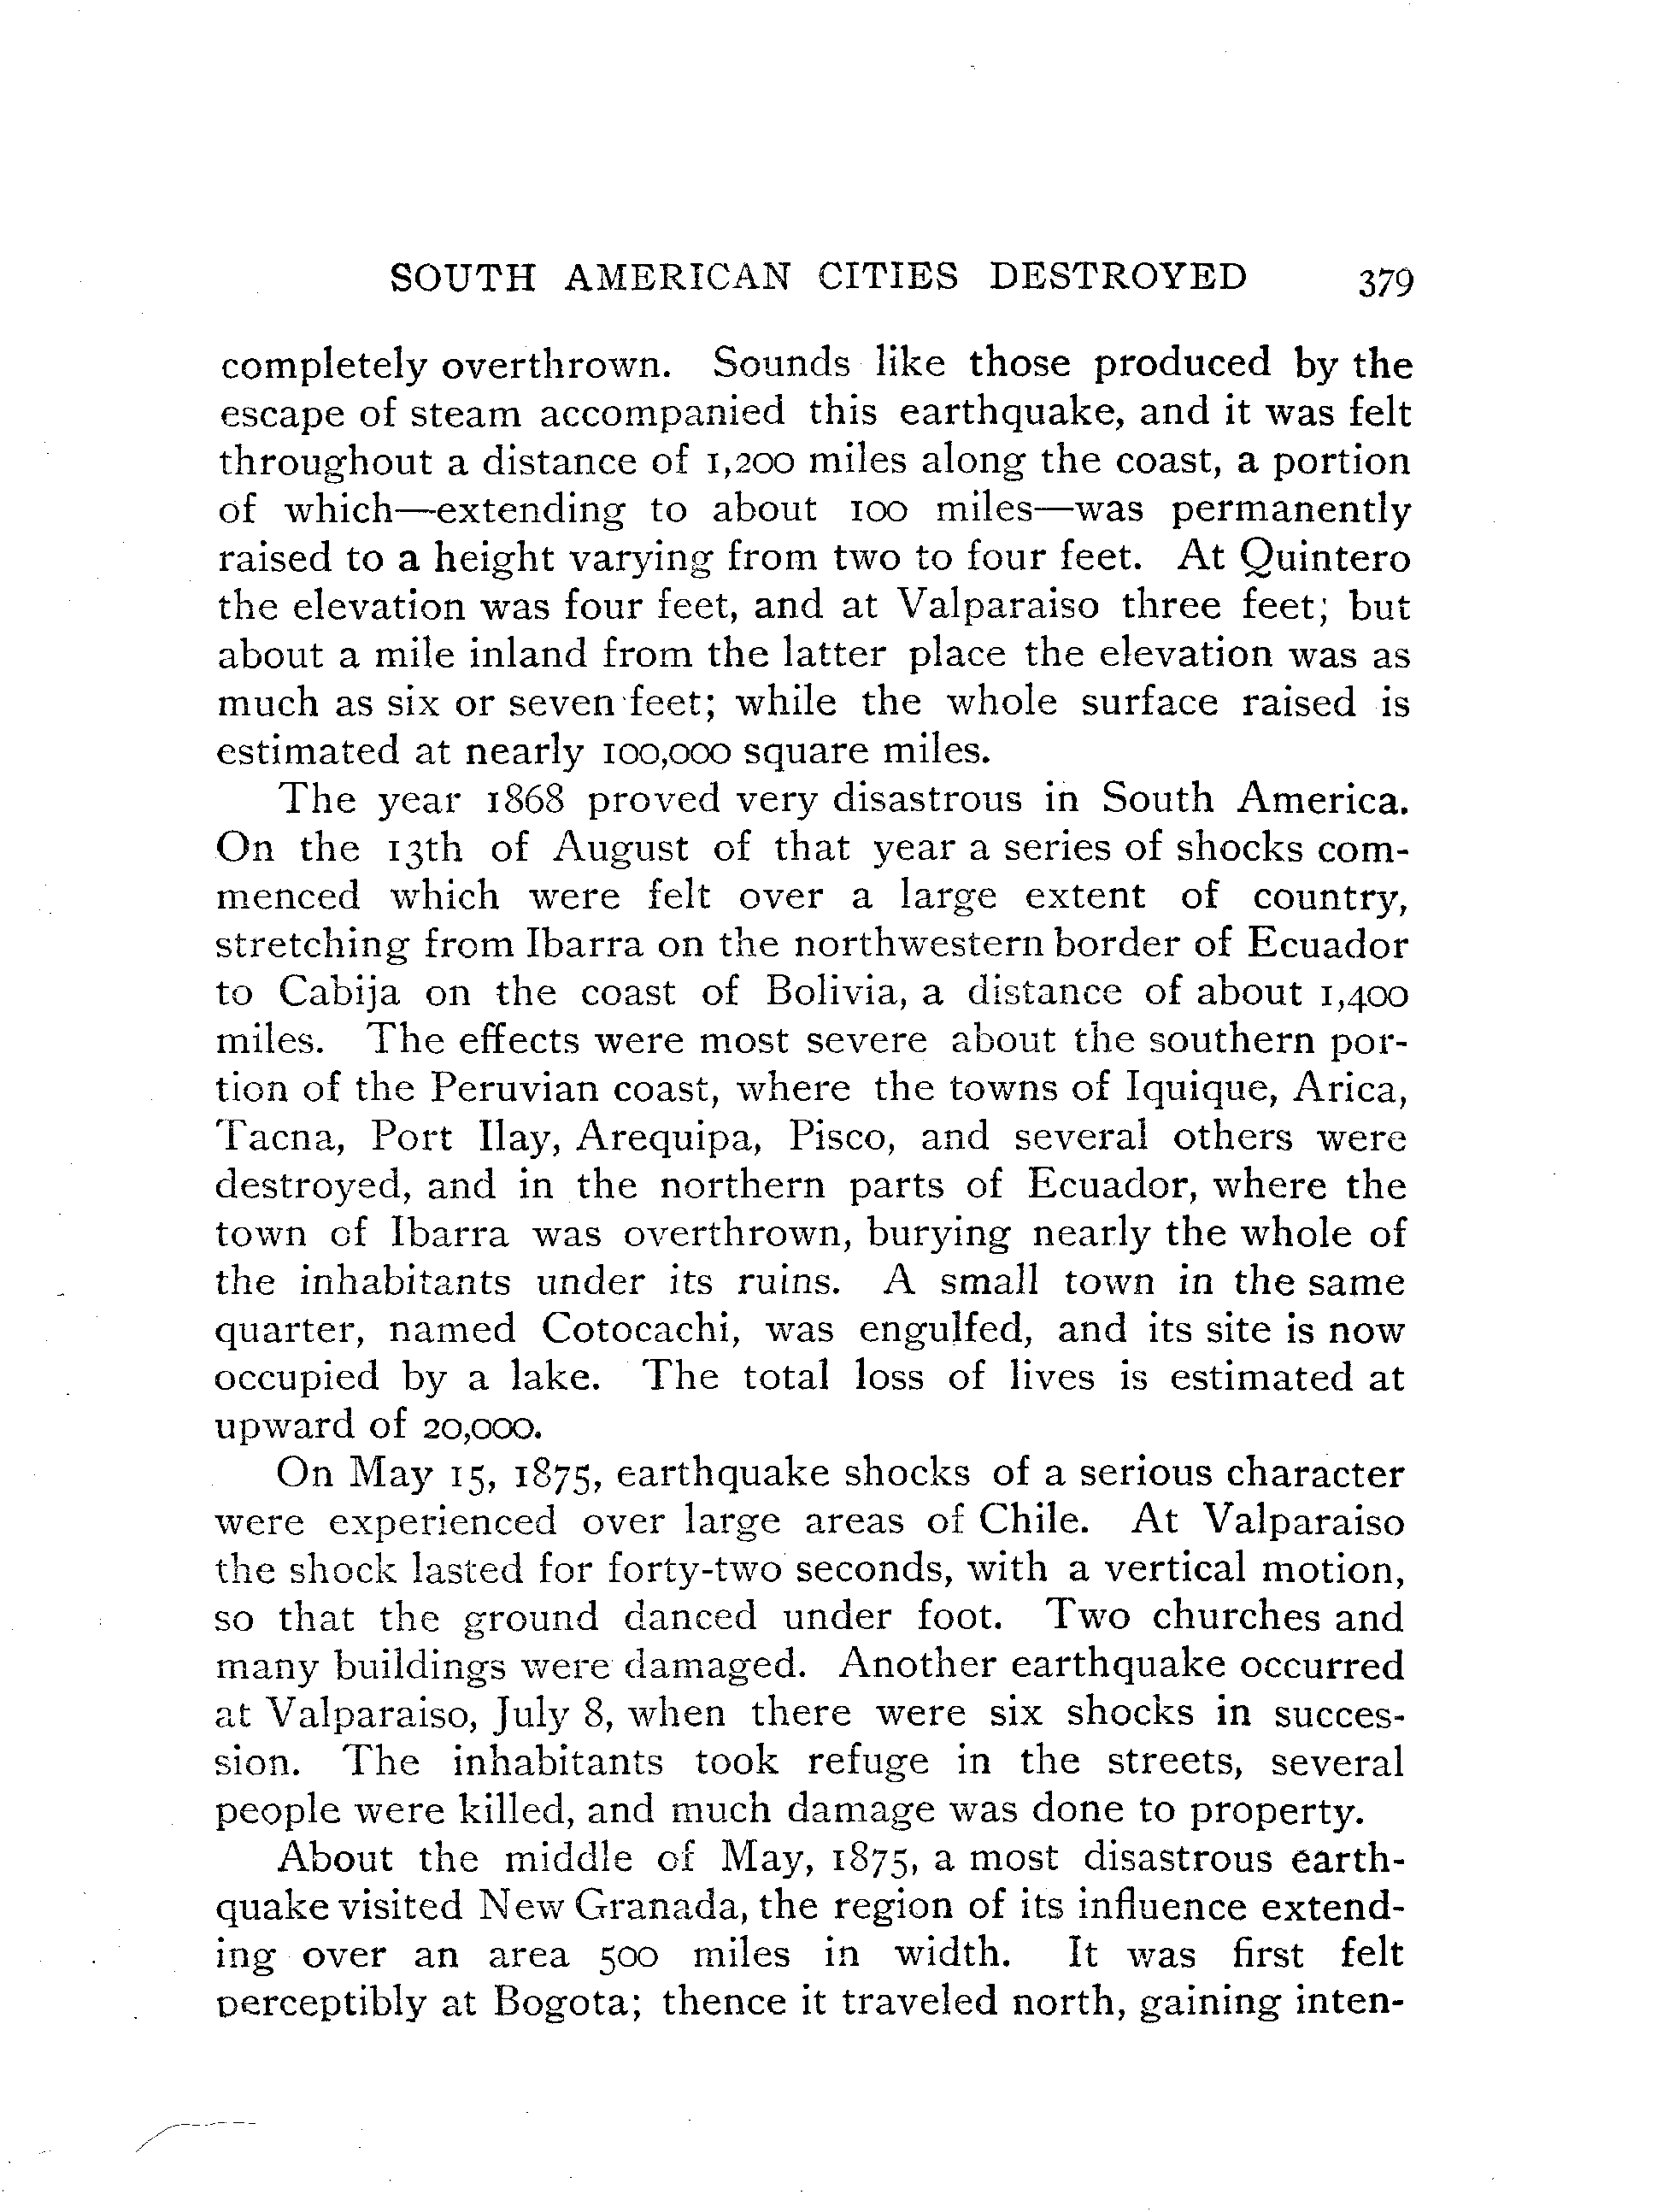 SOUTH AMERICAN CITIES DESTROYED 379
completely overthrown. Sounds like those produced by the
escape of steam accompanied this earthquake, and it was felt
throughout a distance of 1,200 miles along the coast, a portion
of which—extending to about 100 miles—was permanently
raised to a height varying from two to four feet. At Quintero
the elevation was four feet, and at Valparaiso three feet; but
about a mile inland from the latter place the elevation was as
much as six or seven feet; while the whole surface raised is
estimated at nearly 100,000 square miles.
The year 1868 proved very disastrous in South America.
On the 13th of August of that year a series of shocks com-
menced which were felt over a large extent of country,
stretching from Ibarra on the northwestern border of Ecuador
to Cabija on the coast of Bolivia, a distance of about 1,400
miles. The effects were most severe about the southern por-
tion of the Peruvian coast, where the towns of Iquique, Arica,
Tacna, Port Ilay, Arequipa, Pisco, and several others were
destroyed, and in the northern parts of Ecuador, where the
town of Ibarra was overthrown, burying nearly the whole of
the inhabitants under its ruins. A small town in the same
quarter, named Cotocachi, was engulfed, and its site is now
occupied by a lake. The total loss of lives is estimated at
upward of 20,000.
On May 15, 1875, earthquake shocks of a serious character
were experienced over large areas of Chile. At Valparaiso
the shock lasted for forty-two seconds, with a vertical motion,
so that the ground danced under foot. Two churches and
many buildings were damaged. Another earthquake occurred
at Valparaiso, July 8, when there were six shocks in succes-
sion. The inhabitants took refuge in the streets, several
people were killed, and much damage was done to property.
About the middle of May, 1875, a most disastrous earth-
quake visited New Granada, the region of its influence extend-
ing over an area 500 miles in width. It was first felt
perceptibly at Bogota; thence it traveled north, gaining inten-